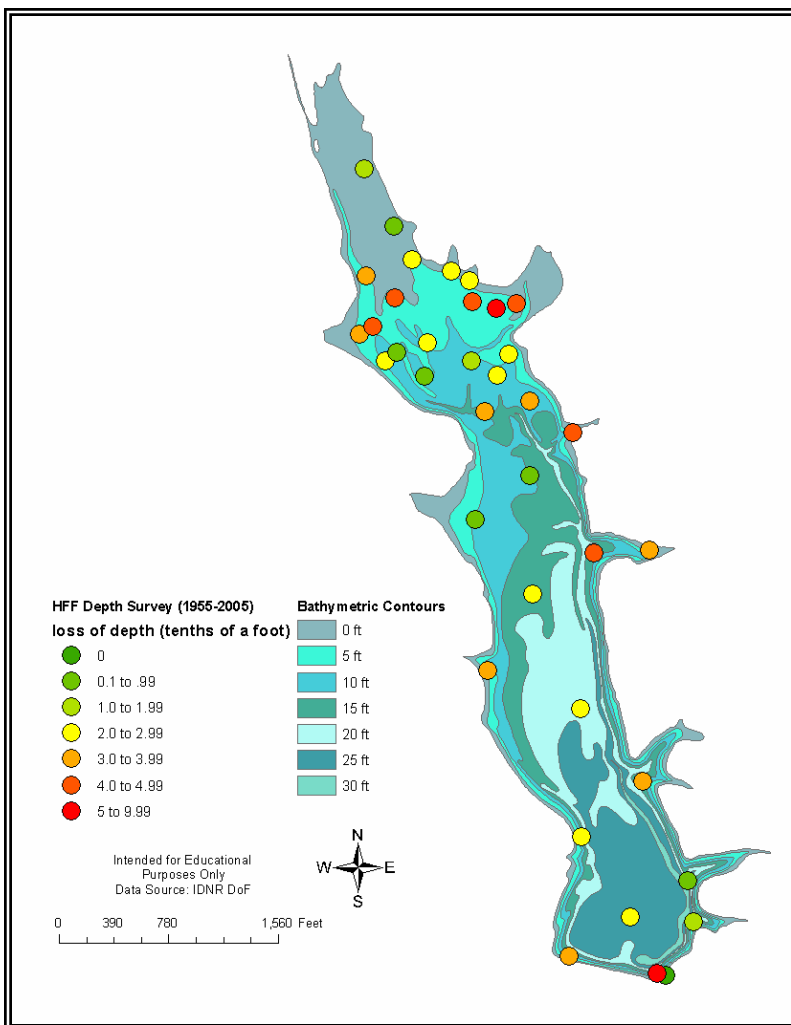 HFF Depth Survey (1955-2005)
loss of depth (tenths of a foot)
0
0.1 to .99
1.0 to 1.99
2.0 to 2.99
3.0 to 3.99
4.0 to 4.99
5 to 9.99
Bathymetric Contours
0 ft
5 ft
10 ft
15 ft
20 ft
25 ft
30 ft
Intended for Educational
Purposes Only
Data Source: IDNR DoF
N
W E
S
0 390 780 1,560 Feet